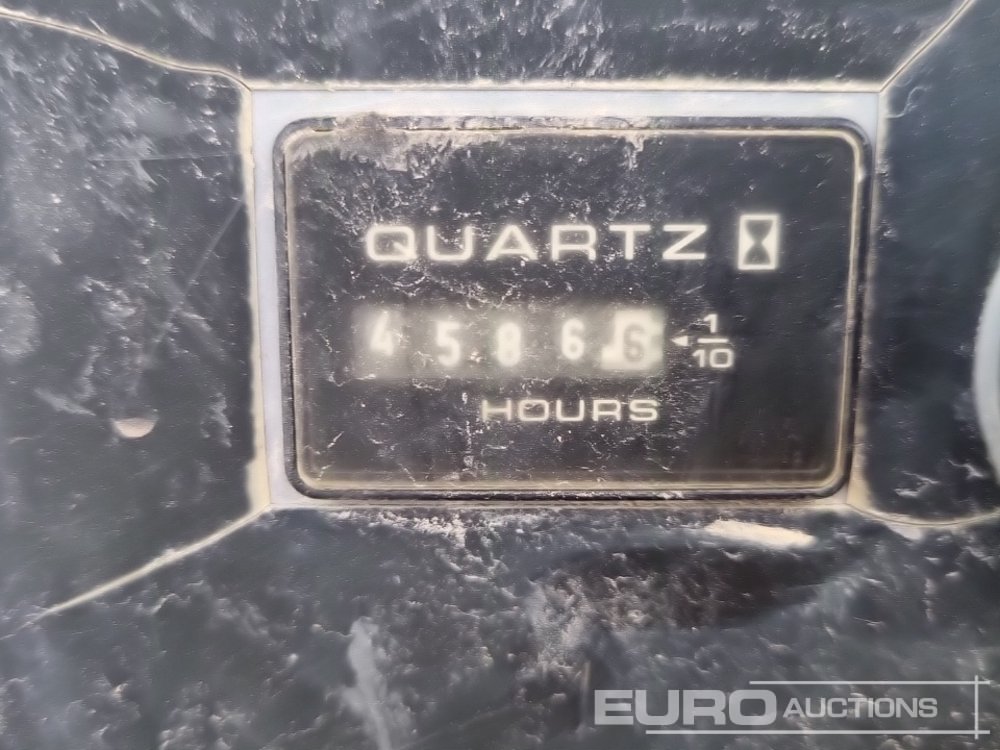 QUARTZ
4586.6 1/10
HOURS
EURO AUCTIONS